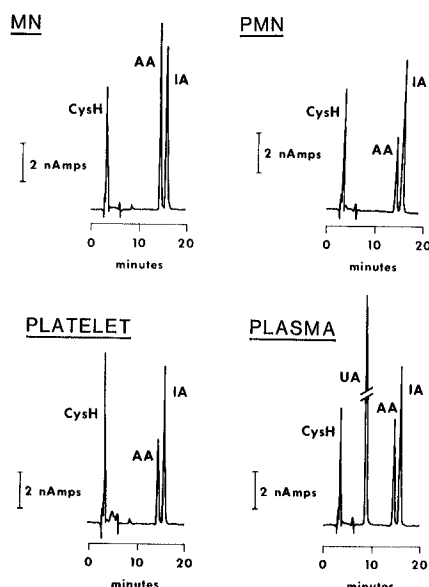 MN
CysH
AA
IA
2 nAmps
0 10 20
minutes
PMN
CysH
AA
IA
2 nAmps
0 10 20
minutes
PLATELET
CysH
AA
IA
2 nAmps
0 10 20
minutes
PLASMA
UA
CysH
AA
IA
2 nAmps
0 10 20
minutes